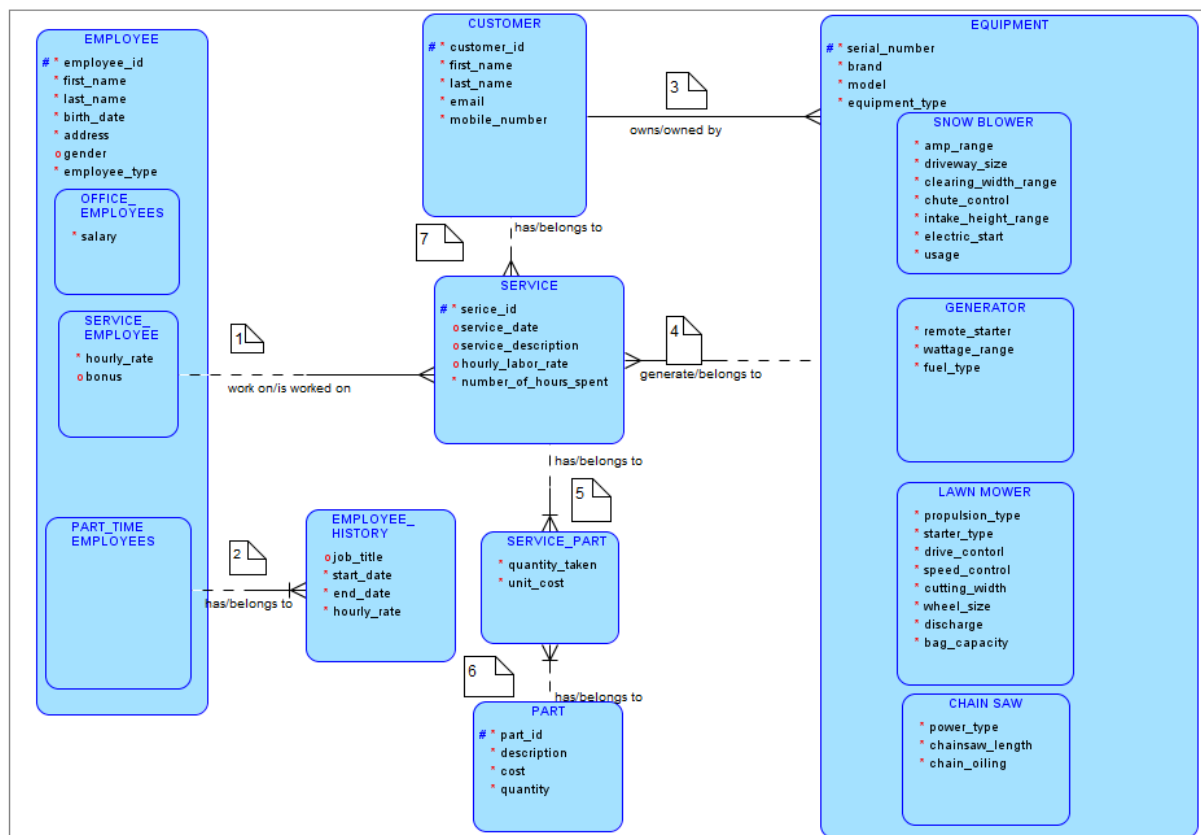 EMPLOYEE
# * employee_id
* first_name
* last_name
* birth_date
* address
o gender
* employee_type
OFFICE_
EMPLOYEES
* salary
SERVICE_
EMPLOYEE
* hourly_rate
o bonus
PART_TIME
EMPLOYEES
1
work on/is worked on
2
has/belongs to
EMPLOYEE_
HISTORY
o job_title
* start_date
* end_date
* hourly_rate
CUSTOMER
# * customer_id
* first_name
* last_name
* email
* mobile_number
3
owns/owned by
has/belongs to
7
SERVICE
# * serice_id
o service_date
o service_description
o hourly_labor_rate
* number_of_hours_spent
4
generate/belongs to
has/belongs to
5
SERVICE_PART
* quantity_taken
* unit_cost
6
has/belongs to
PART
# * part_id
* description
* cost
* quantity
EQUIPMENT
# * serial_number
* brand
* model
* equipment_type
SNOW BLOWER
* amp_range
* driveway_size
* clearing_width_range
* chute_control
* intake_height_range
* electric_start
* usage
GENERATOR
* remote_starter
* wattage_range
* fuel_type
LAWN MOWER
* propulsion_type
* starter_type
* drive_contorl
* speed_control
* cutting_width
* wheel_size
* discharge
* bag_capacity
CHAIN SAW
* power_type
* chainsaw_length
* chain_oiling